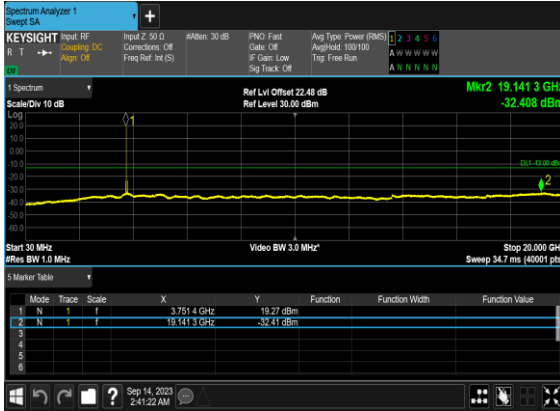 Spectrum Analyzer 1
Swept SA
+
KEYSIGHT Input: RF Input Z: 50 Ω #Atten: 30 dB PNO: Fast Avg Type: Power (RMS) 1 2 3 4 5 6
R T Coupling: DC Corrections: Off Gate: Off Avg|Hold: 100/100 A W W W W W
Align: Off Freq Ref: Int (S) IF Gain: Low Trig: Free Run
Sig Track: Off A N N N N N
1 Spectrum Ref Lvl Offset 22.48 dB Mkr2 19.141 3 GHz
Scale/Div 10 dB Ref Level 30.00 dBm -32.408 dBm
Log
20.0
10.0
0.00
-10.0
-20.0
-30.0
-40.0
-50.0
-60.0
1
DL1 -13.00 dBm
2
Start 30 MHz Video BW 3.0 MHz* Stop 20.000 GHz
#Res BW 1.0 MHz Sweep 34.7 ms (40001 pts)
5 Marker Table
Mode Trace Scale X Y Function Function Width Function Value
1 N 1 f 3.751 4 GHz 19.27 dBm
2 N 1 f 19.141 3 GHz -32.41 dBm
3
4
5
6
?
Sep 14, 2023
2:41:22 AM